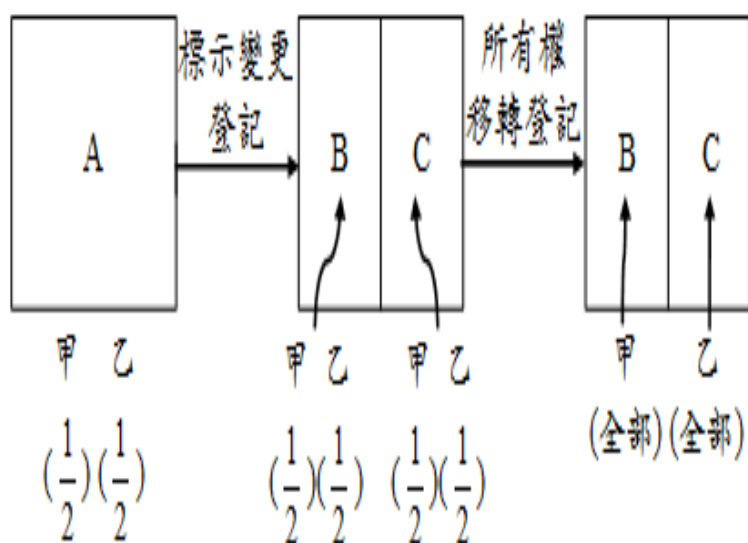 標示變更
登記
所有權
移轉登記
A
B
C
B
C
甲 乙
甲 乙
甲 乙
甲
乙
(1/2)(1/2)
(1/2)(1/2)
(1/2)(1/2)
(全部)(全部)